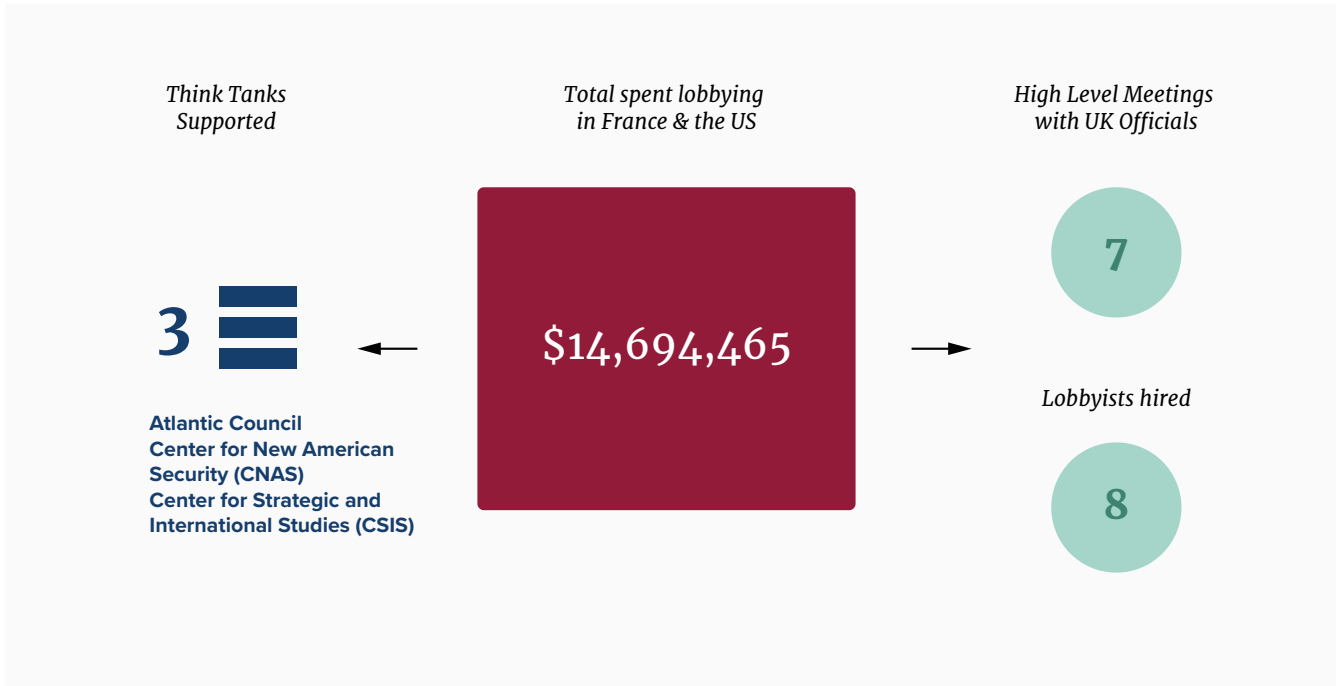 Think Tanks
Supported
3
Atlantic Council
Center for New American
Security (CNAS)
Center for Strategic and
International Studies (CSIS)
Total spent lobbying
in France & the US
$14,694,465
High Level Meetings
with UK Officials
7
Lobbyists hired
8